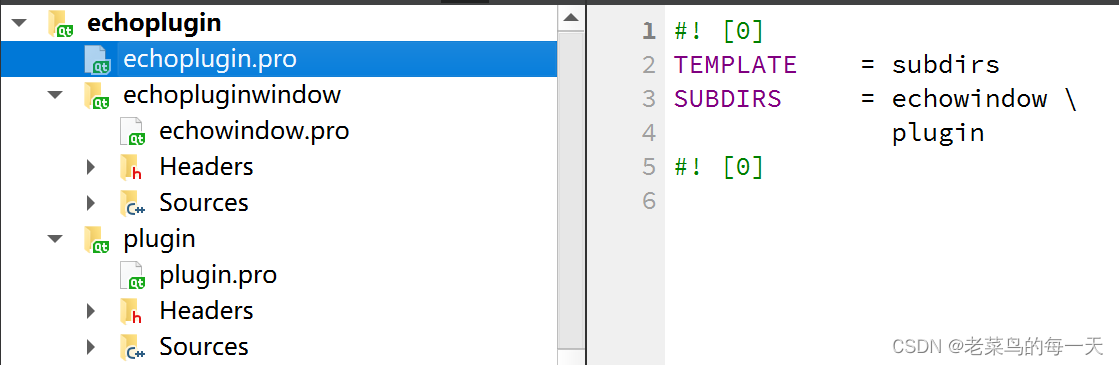 echoplugin
echoplugin.pro
echopluginwindow
echowindow.pro
Headers
Sources
plugin
plugin.pro
Headers
Sources
1 #! [0]
2 TEMPLATE = subdirs
3 SUBDIRS = echowindow \
4 plugin
5 #! [0]
6
CSDN @老菜鸟的每一天